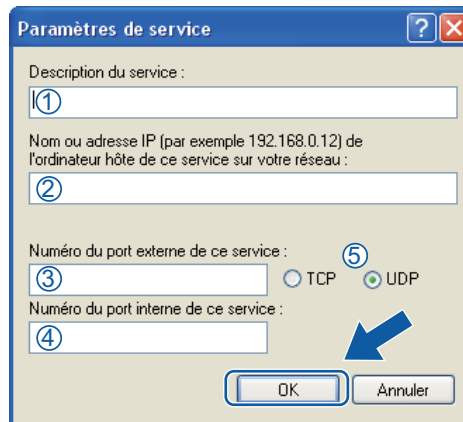 Paramètres de service
Description du service :
①
Nom ou adresse IP (par exemple 192.168.0.12) de
l'ordinateur hôte de ce service sur votre réseau :
②
Numéro du port externe de ce service :
⑤
③ TCP UDP
Numéro du port interne de ce service :
④
OK Annuler